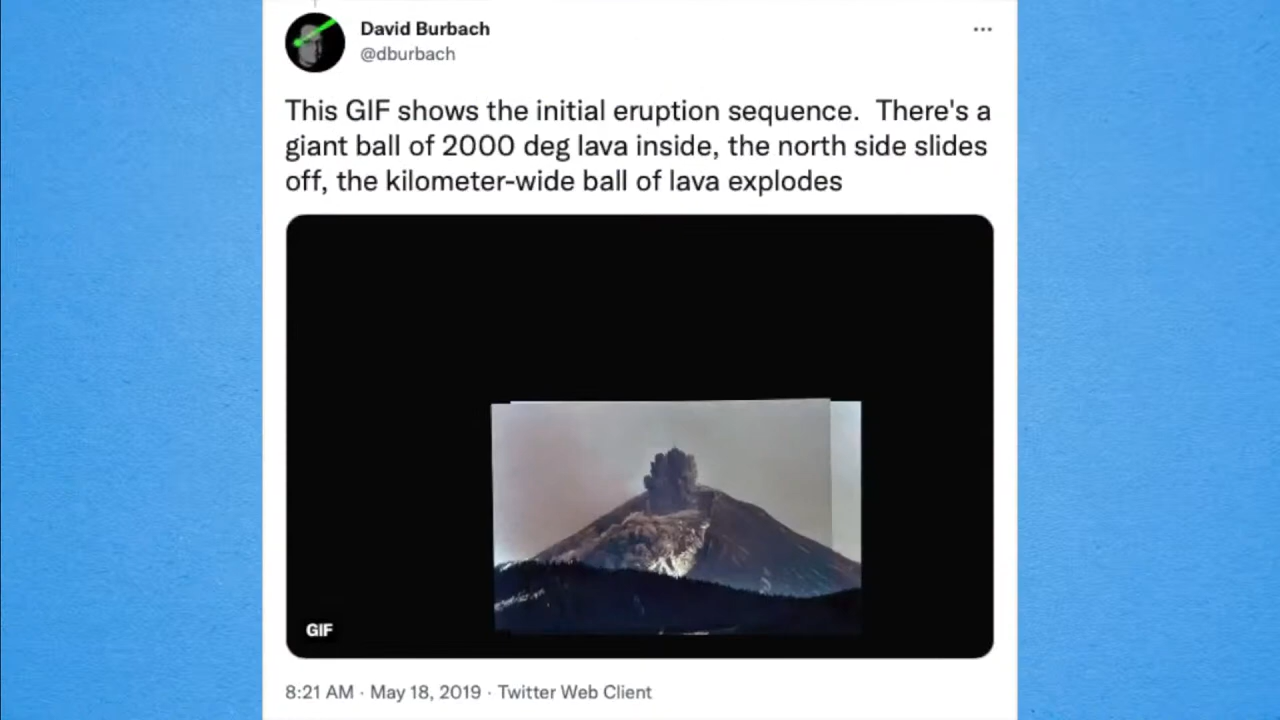 David Burbach
@dburbach
This GIF shows the initial eruption sequence.  There's a
giant ball of 2000 deg lava inside, the north side slides
off, the kilometer-wide ball of lava explodes
GIF
8:21 AM · May 18, 2019 · Twitter Web Client